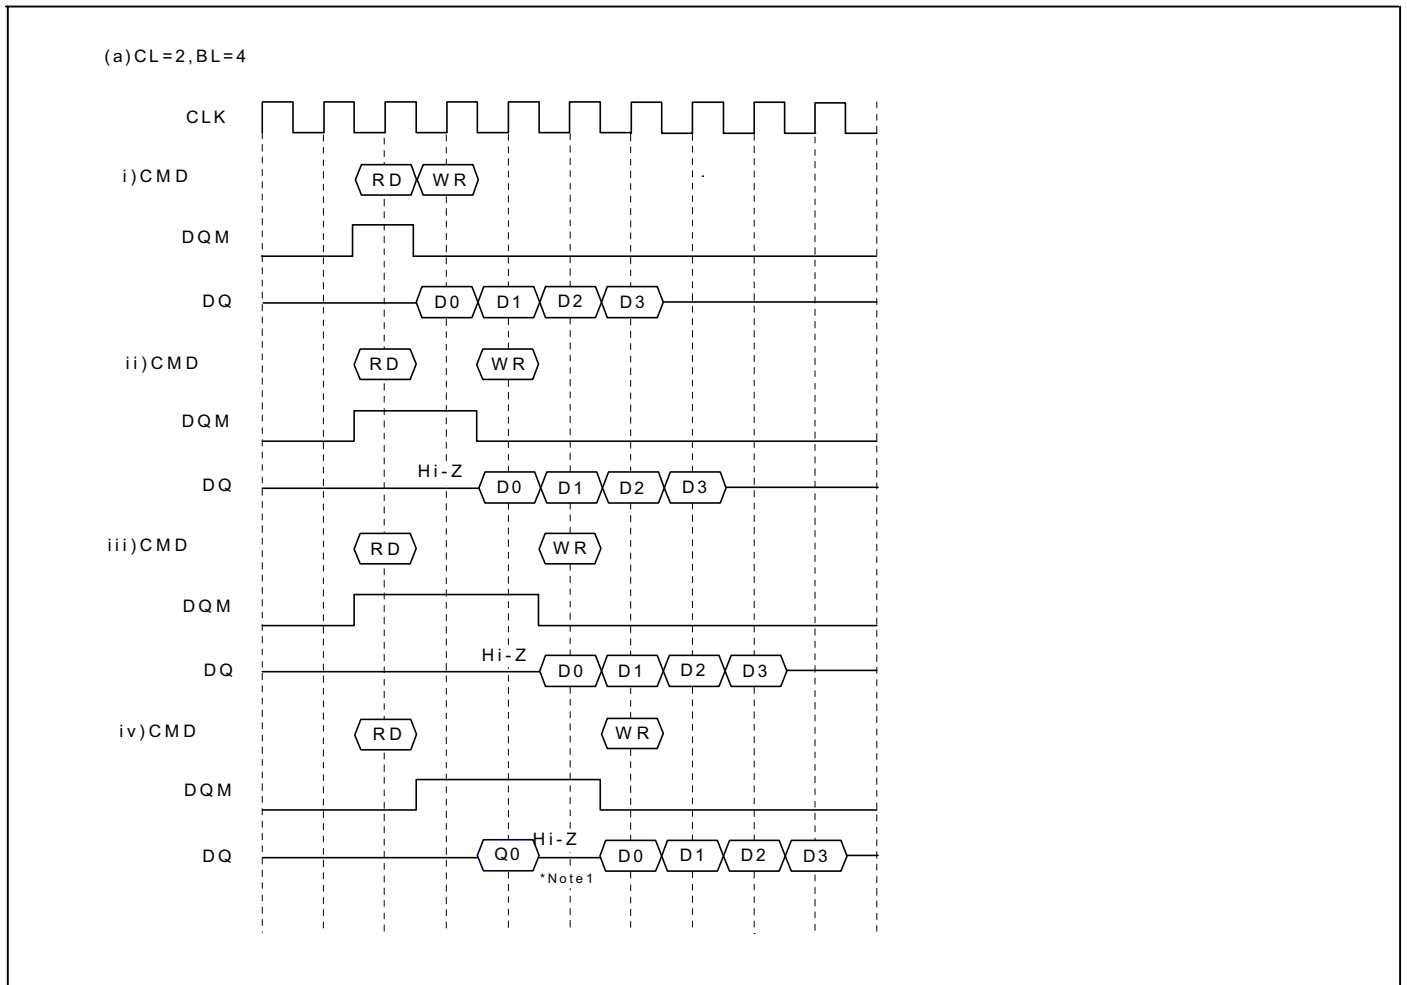 (a)CL=2,BL=4
CLK
i)CMD RD WR
DQM
DQ D0 D1 D2 D3
ii)CMD RD WR
DQM
Hi-Z
DQ D0 D1 D2 D3
iii)CMD RD WR
DQM
Hi-Z
DQ D0 D1 D2 D3
iv)CMD RD WR
DQM
Hi-Z
DQ Q0 D0 D1 D2 D3
*Note1